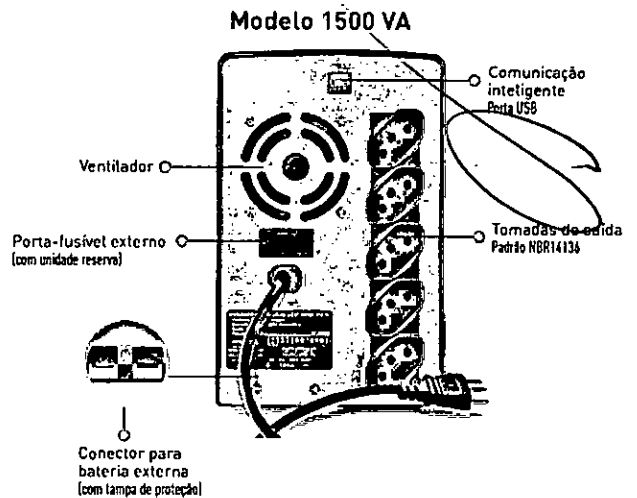 Modelo 1500 VA
Comunicação
inteligente
Porta USB
Ventilador
Porta-fusível externo
(com unidade reserva)
Tomadas de saída
Padrão NBR14136
Conector para
bateria externa
(com tampa de proteção)